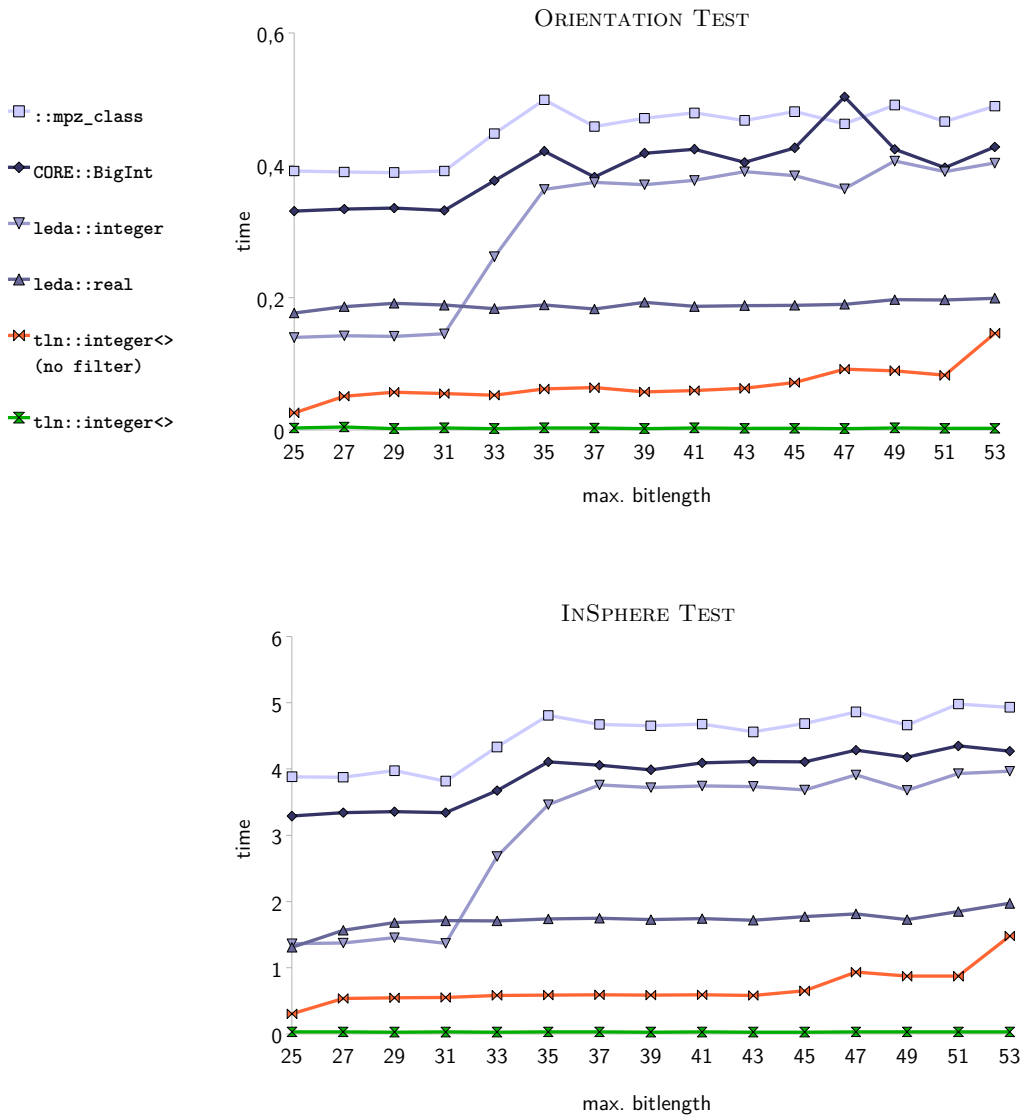 ORIENTATION TEST
0,6
0,4
0,2
0
time
25 27 29 31 33 35 37 39 41 43 45 47 49 51 53
max. bitlength
::mpz_class
CORE::BigInt
leda::integer
leda::real
tln::integer<>
(no filter)
tln::integer<>
INSPHERE TEST
6
5
4
3
2
1
0
time
25 27 29 31 33 35 37 39 41 43 45 47 49 51 53
max. bitlength